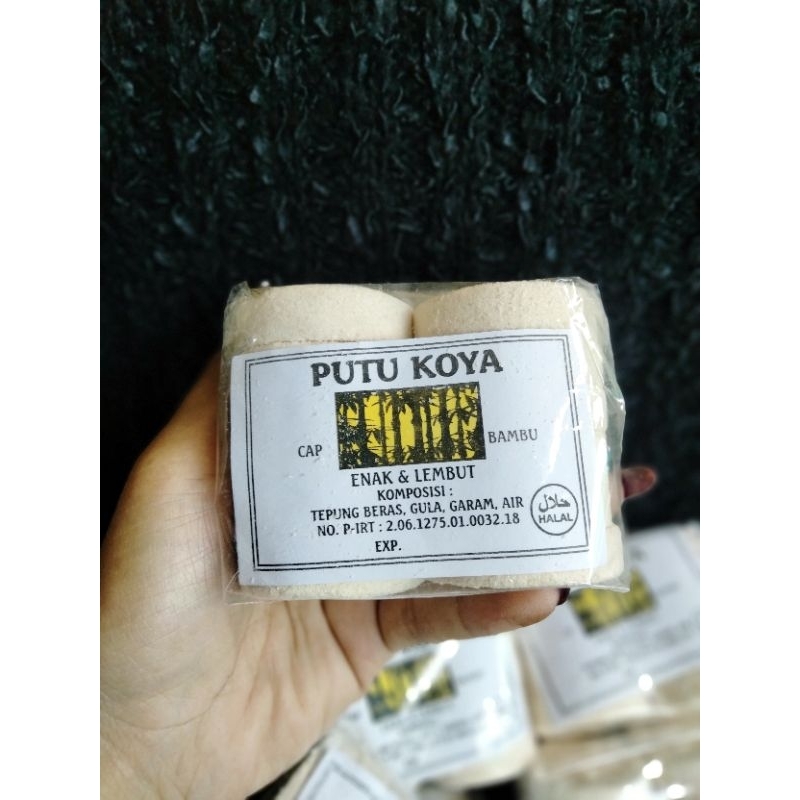 PUTU KOYA
CAP BAMBU
ENAK & LEMBUT
KOMPOSISI :
TEPUNG BERAS, GULA, GARAM, AIR
NO. P-IRT : 2.06.1275.01.0032.18
EXP.
حلال
HALAL